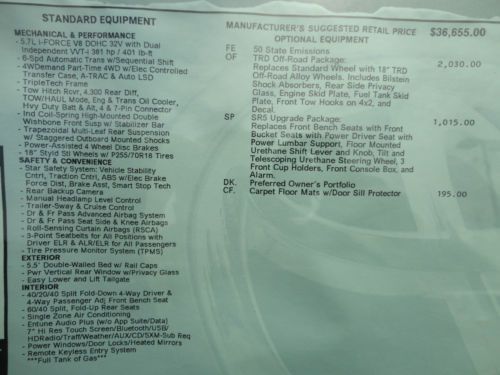 STANDARD EQUIPMENT
MECHANICAL & PERFORMANCE
- 5.7L I-FORCE V8 DOHC 32V with Dual
Independent VVT-i 381 hp / 401 lb-ft
- 6-Spd Automatic Trans w/Sequential Shift
- 4WDemand Part-Time 4WD w/Elec Controlled
Transfer Case, A-TRAC & Auto LSD
- TripleTech Frame
- Tow Hitch Rcvr, 4.300 Rear Diff,
TOW/HAUL Mode, Eng & Trans Oil Cooler,
Hvy Duty Batt & Alt, 4 & 7-Pin Connector
- Ind Coil-Spring High-Mounted Double
Wishbone Front Susp w/ Stabilizer Bar
- Trapezoidal Multi-Leaf Rear Suspension
w/ Staggered Outboard Mounted Shocks
- Power-Assisted 4 Wheel Disc Brakes
- 18" Styld Stl Wheels w/ P255/70R18 Tires
SAFETY & CONVENIENCE
- Star Safety System: Vehicle Stability
Cntrl, Traction Cntrl, ABS w/Elec Brake
Force Dist, Brake Asst, Smart Stop Tech
- Rear Backup Camera
- Manual Headlamp Level Control
- Trailer-Sway & Cruise Control
- Dr & Fr Pass Advanced Airbag System
- Dr & Fr Pass Seat Side & Knee Airbags
- Roll-Sensing Curtain Airbags (RSCA)
- 3-Point Seatbelts for All Positions with
Driver ELR & ALR/ELR for All Passengers
- Tire Pressure Monitor System (TPMS)
EXTERIOR
- 5.5' Double-Walled Bed w/ Rail Caps
- Pwr Vertical Rear Window w/Privacy Glass
- Easy Lower and Lift Tailgate
INTERIOR
- 40/20/40 Split Fold-Down 4-Way Driver &
4-Way Passenger Adj Front Bench Seat
- 60/40 Split, Fold-Up Rear Seats
- Single Zone Air Conditioning
- Entune Audio Plus (w/o App Suite/Data)
7" Hi Res Touch Screen/Bluetooth/USB/
HDRadio/Traff/Weather/AUX/CD/SXM-Sub Req
- Power Windows/Door Locks/Heated Mirrors
- Remote Keyless Entry System
***Full Tank of Gas***
MANUFACTURER'S SUGGESTED RETAIL PRICE $36,655.00
OPTIONAL EQUIPMENT
FE 50 State Emissions
OF TRD Off-Road Package: 2,030.00
Replaces Standard Wheel with 18" TRD
Off-Road Alloy Wheels. Includes Bilstein
Shock Absorbers, Rear Side Privacy
Glass, Engine Skid Plate, Fuel Tank Skid
Plate, Front Tow Hooks on 4x2, and
Decal.
SP SR5 Upgrade Package: 1,015.00
Replaces Front Bench Seats with Front
Bucket Seats with Power Driver Seat with
Power Lumbar Support, Floor Mounted
Urethane Shift Lever and Knob, Tilt and
Telescoping Urethane Steering Wheel, 3
Front Cup Holders, Front Console Box, and
Alarm.
DK. Preferred Owner's Portfolio
CF. Carpet Floor Mats w/Door Sill Protector 195.00